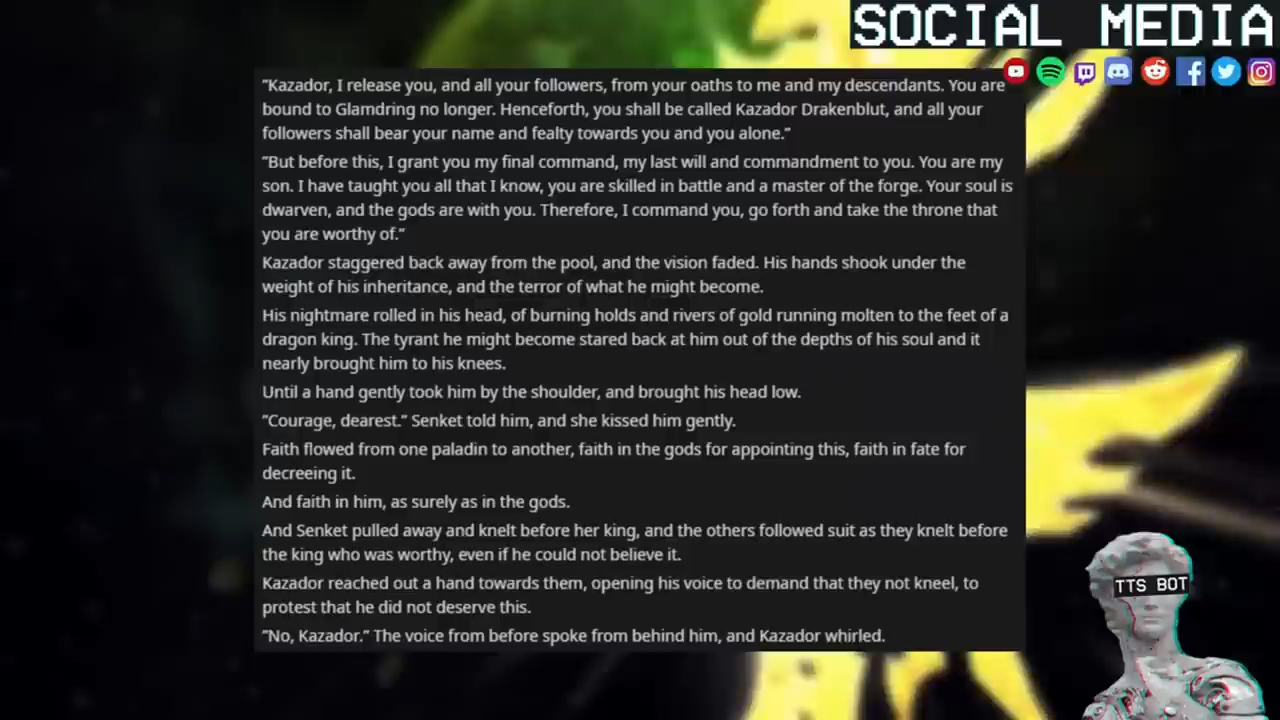 SOCIAL MEDIA
"Kazador, I release you, and all your followers, from your oaths to me and my descendants. You are
bound to Glamdring no longer. Henceforth, you shall be called Kazador Drakenblut, and all your
followers shall bear your name and fealty towards you and you alone."
"But before this, I grant you my final command, my last will and commandment to you. You are my
son. I have taught you all that I know, you are skilled in battle and a master of the forge. Your soul is
dwarven, and the gods are with you. Therefore, I command you, go forth and take the throne that
you are worthy of."
Kazador staggered back away from the pool, and the vision faded. His hands shook under the
weight of his inheritance, and the terror of what he might become.
His nightmare rolled in his head, of burning holds and rivers of gold running molten to the feet of a
dragon king. The tyrant he might become stared back at him out of the depths of his soul and it
nearly brought him to his knees.
Until a hand gently took him by the shoulder, and brought his head low.
"Courage, dearest." Senket told him, and she kissed him gently.
Faith flowed from one paladin to another, faith in the gods for appointing this, faith in fate for
decreeing it.
And faith in him, as surely as in the gods.
And Senket pulled away and knelt before her king, and the others followed suit as they knelt before
the king who was worthy, even if he could not believe it.
Kazador reached out a hand towards them, opening his voice to demand that they not kneel, to
protest that he did not deserve this.
"No, Kazador." The voice from before spoke from behind him, and Kazador whirled.
TTS BOT